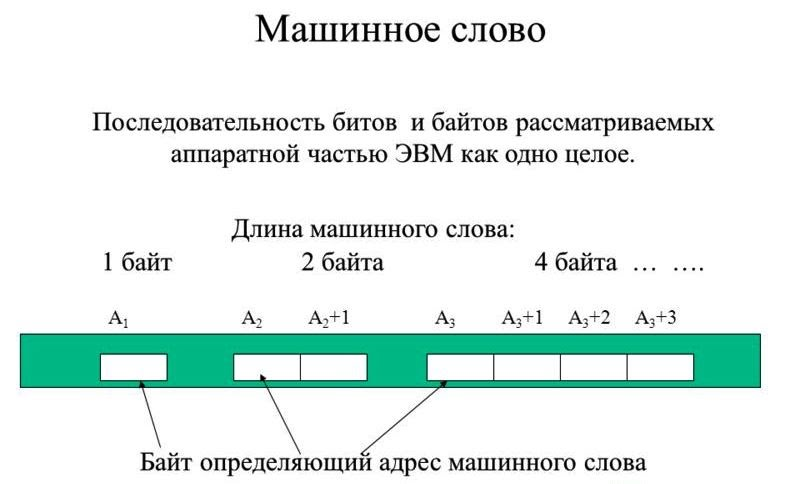 Машинное слово
Последовательность битов и байтов рассматриваемых
аппаратной частью ЭВМ как одно целое.
Длина машинного слова:
1 байт 2 байта 4 байта … ….
A₁ A₂ A₂+1 A₃ A₃+1 A₃+2 A₃+3
Байт определяющий адрес машинного слова